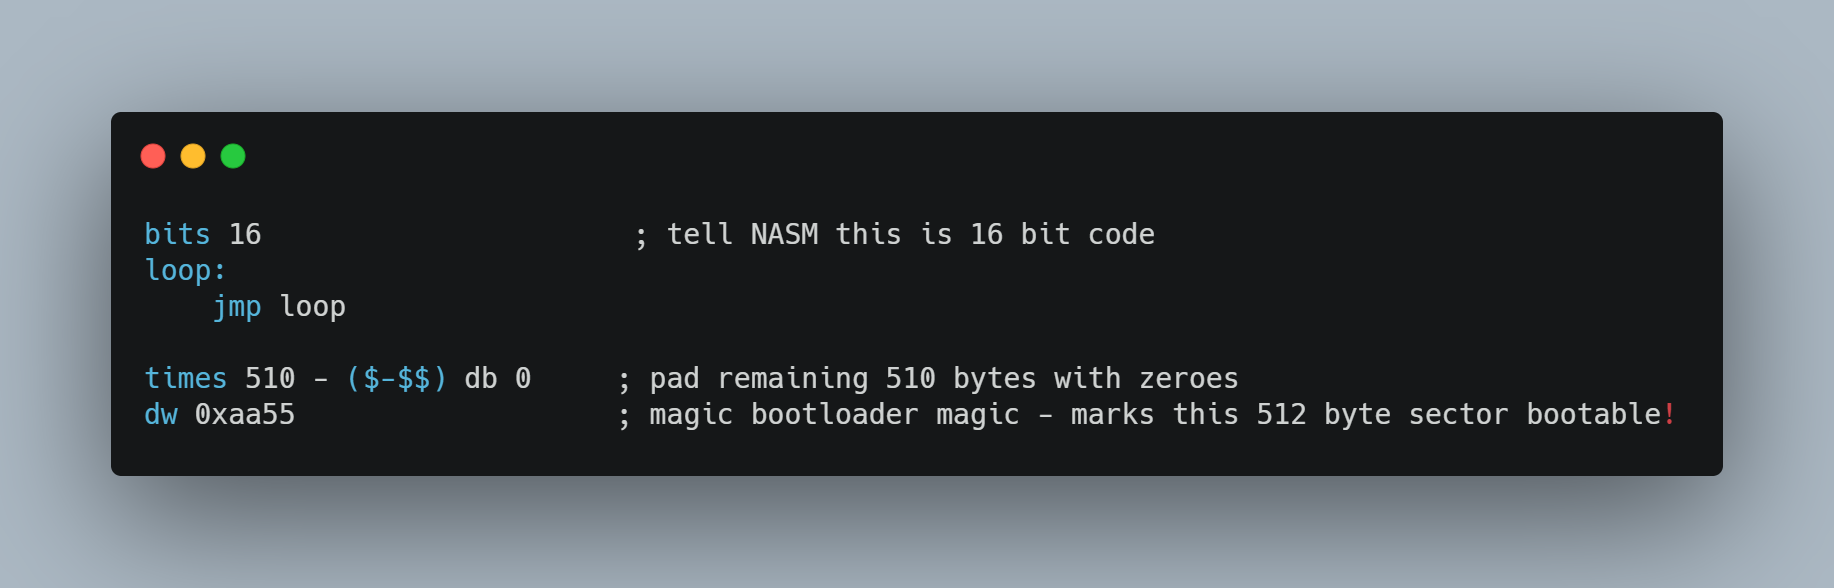 bits 16                      ; tell NASM this is 16 bit code
loop:
    jmp loop

times 510 - ($-$$) db 0     ; pad remaining 510 bytes with zeroes
dw 0xaa55                   ; magic bootloader magic - marks this 512 byte sector bootable!